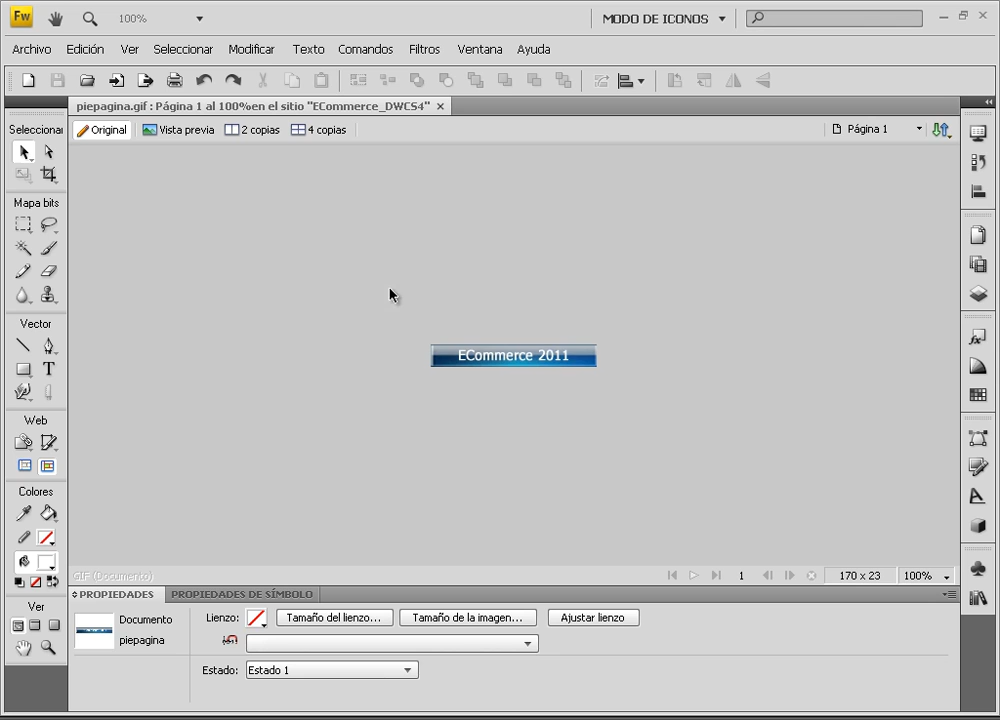 Fw 100% MODO DE ICONOS
Archivo Edición Ver Seleccionar Modificar Texto Comandos Filtros Ventana Ayuda
piepagina.gif : Página 1 al 100%en el sitio "ECommerce_DWCS4" ×
Original Vista previa 2 copias 4 copias Página 1
Seleccionar
Mapa bits
Vector
Web
Colores
Ver
ECommerce 2011
GIF (Documento) 1 170 x 23 100%
PROPIEDADES PROPIEDADES DE SÍMBOLO
Documento
piepagina
Lienzo: Tamaño del lienzo... Tamaño de la imagen... Ajustar lienzo
Estado: Estado 1